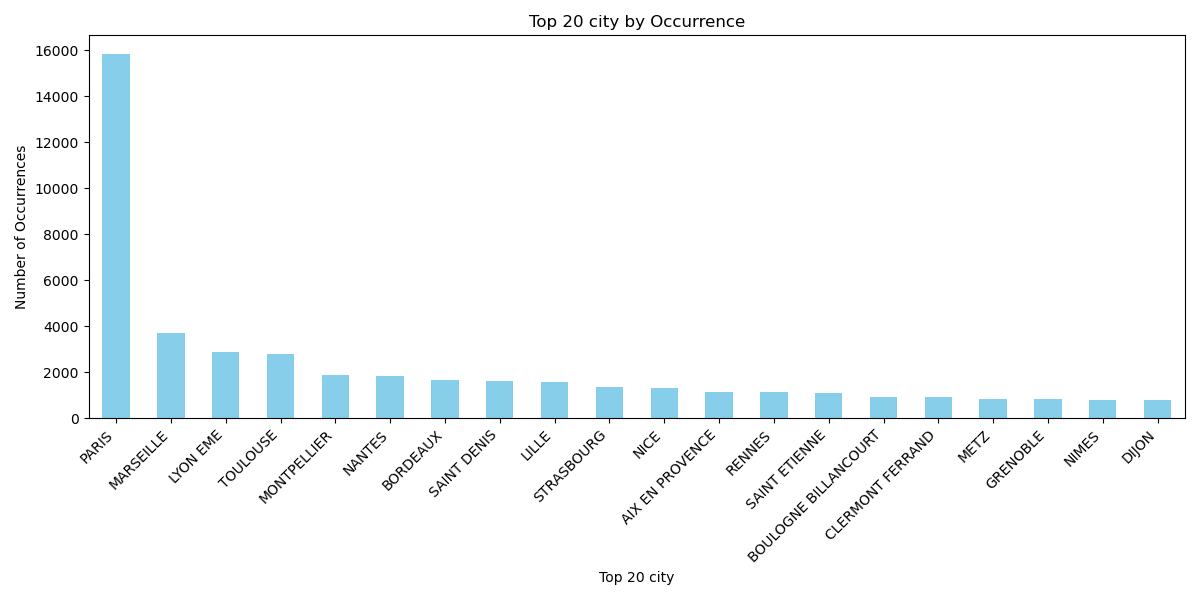 Top 20 city by Occurrence
Number of Occurrences
16000
14000
12000
10000
8000
6000
4000
2000
0
PARIS
MARSEILLE
LYON EME
TOULOUSE
MONTPELLIER
NANTES
BORDEAUX
SAINT DENIS
LILLE
STRASBOURG
NICE
AIX EN PROVENCE
RENNES
SAINT ETIENNE
BOULOGNE BILLANCOURT
CLERMONT FERRAND
METZ
GRENOBLE
NIMES
DIJON
Top 20 city